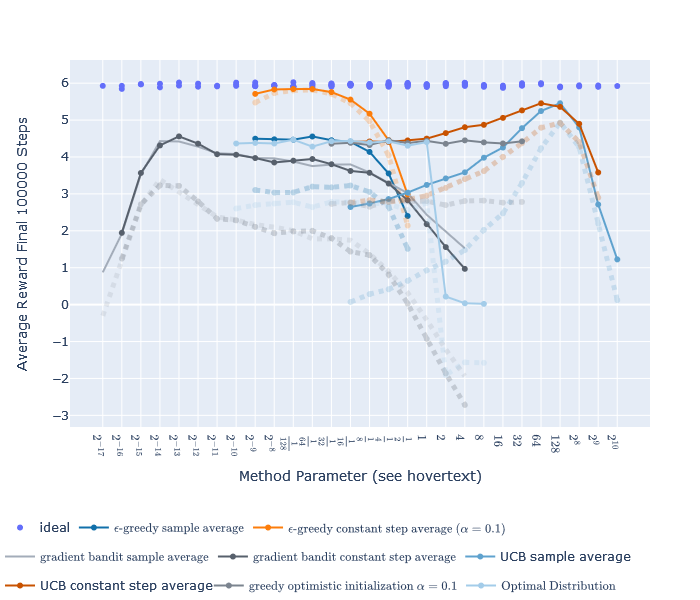 Average Reward Final 100000 Steps
6
5
4
3
2
1
0
−1
−2
−3
2^−17 2^−16 2^−15 2^−14 2^−13 2^−12 2^−11 2^−10 2^−9 2^−8 1/128 1/64 1/32 1/16 1/8 1/4 1/2 1 2 4 8 16 32 64 128 2^8 2^9 2^10
Method Parameter (see hovertext)
ideal ϵ-greedy sample average ϵ-greedy constant step average (α = 0.1)
gradient bandit sample average gradient bandit constant step average UCB sample average
UCB constant step average greedy optimistic initialization α = 0.1 Optimal Distribution